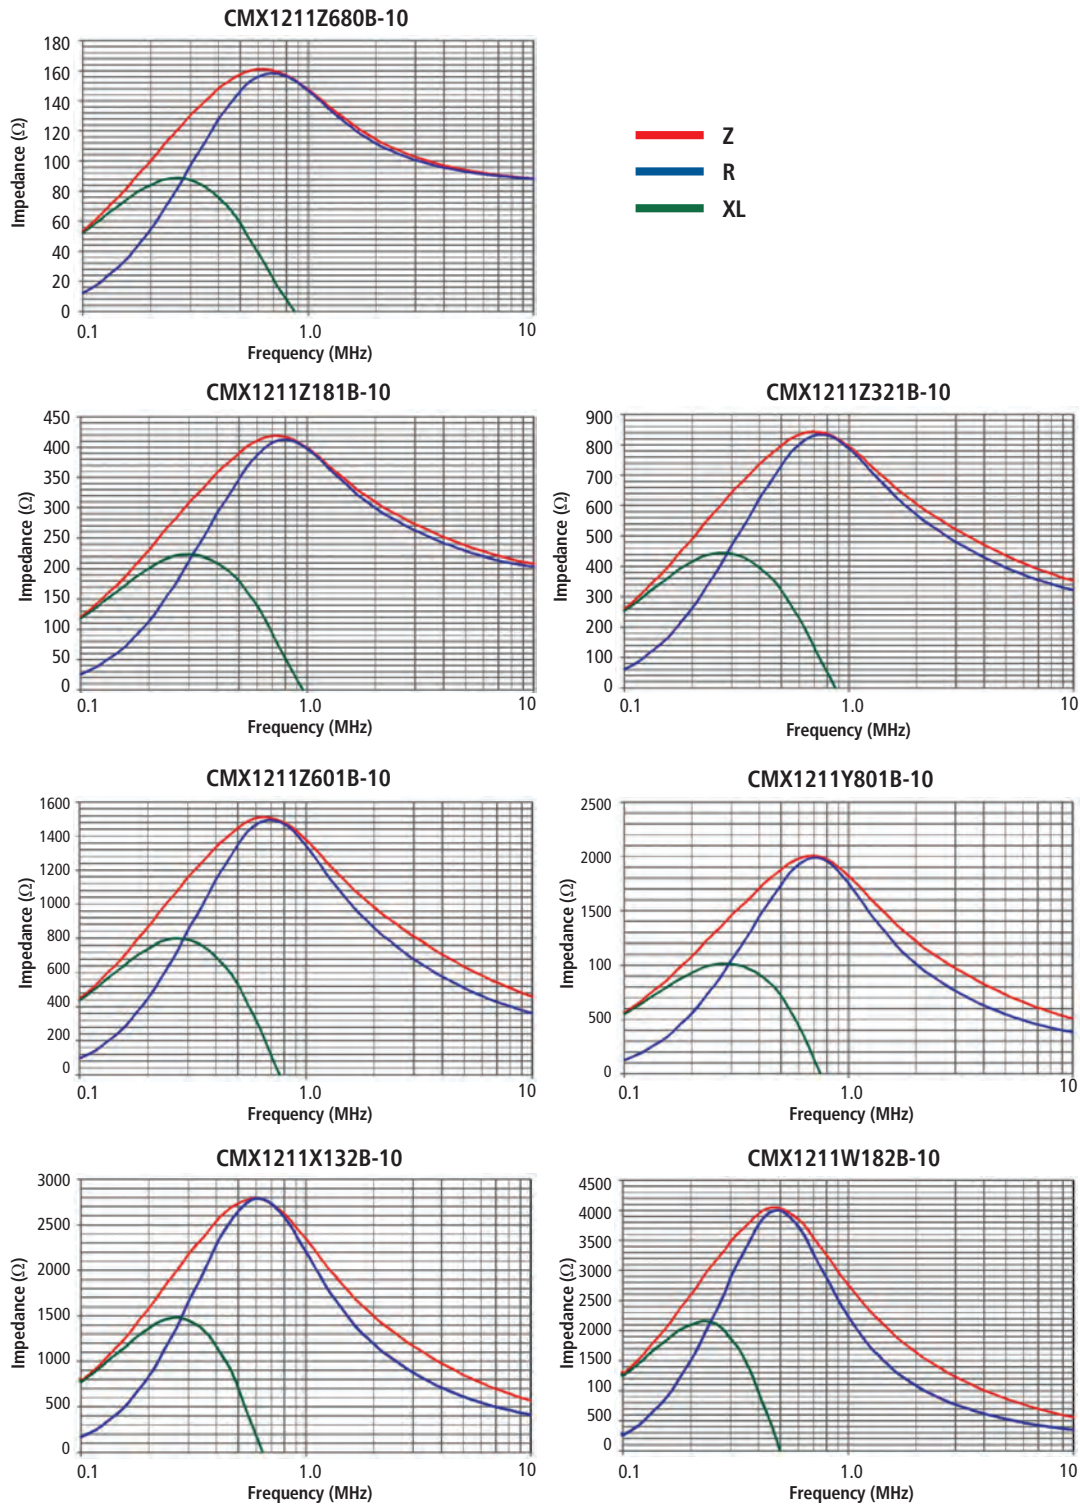 CMX1211Z680B-10
180
160
140
120
100
80
60
40
20
0
Impedance (Ω)
0.1 1.0 10
Frequency (MHz)
Z
R
XL
CMX1211Z181B-10
450
400
350
300
250
200
150
100
50
0
Impedance (Ω)
0.1 1.0 10
Frequency (MHz)
CMX1211Z321B-10
900
800
700
600
500
400
300
200
100
0
Impedance (Ω)
0.1 1.0 10
Frequency (MHz)
CMX1211Z601B-10
1600
1400
1200
1000
800
600
400
200
0
Impedance (Ω)
0.1 1.0 10
Frequency (MHz)
CMX1211Y801B-10
2500
2000
1500
100
500
0
Impedance (Ω)
0.1 1.0 10
Frequency (MHz)
CMX1211X132B-10
3000
2500
2000
1500
1000
500
0
Impedance (Ω)
0.1 1.0 10
Frequency (MHz)
CMX1211W182B-10
4500
4000
3500
3000
2500
2000
1500
100
500
0
Impedance (Ω)
0.1 1.0 10
Frequency (MHz)